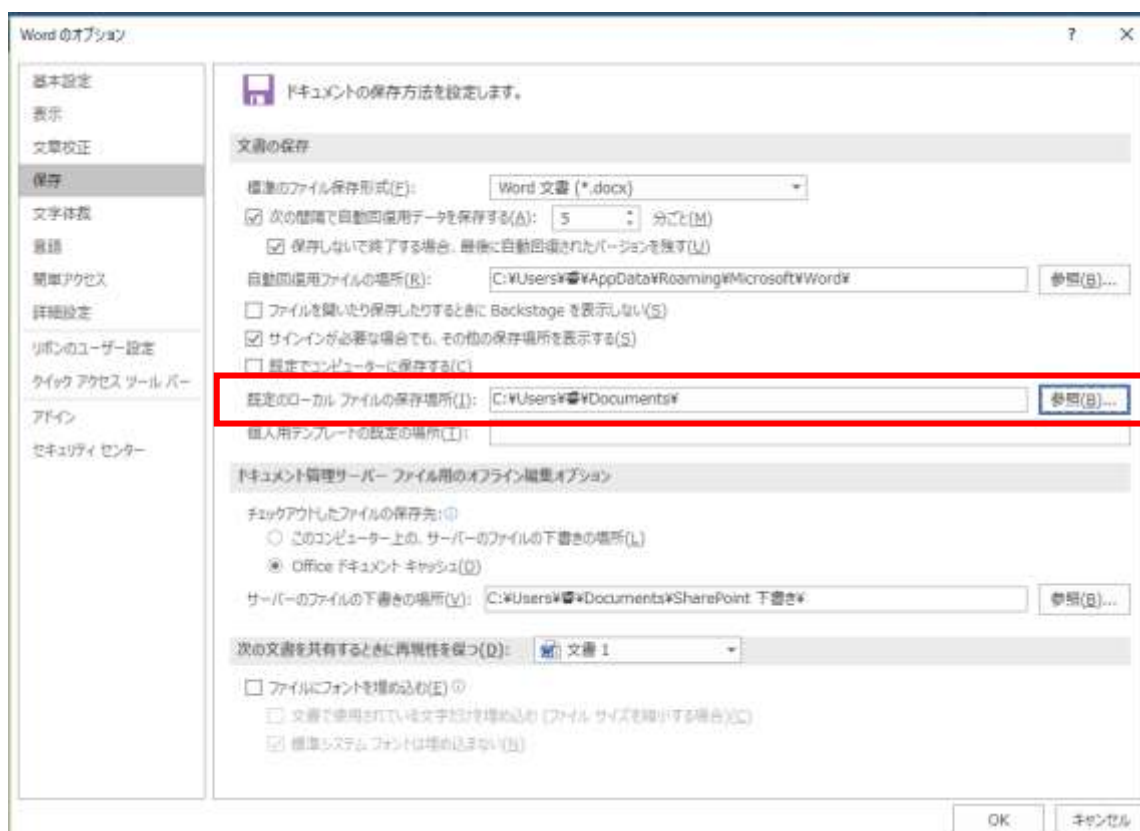 Word のオプション
?
×
基本設定
表示
文章校正
保存
文字体裁
言語
簡単アクセス
詳細設定
リボンのユーザー設定
クイック アクセス ツール バー
アドイン
セキュリティ センター
ドキュメントの保存方法を設定します。
文書の保存
標準のファイル保存形式(F): Word 文書 (*.docx)
次の間隔で自動回復用データを保存する(A): 5 分ごと(M)
保存しないで終了する場合、最後に自動回復されたバージョンを残す(U)
自動回復用ファイルの場所(R): C:¥Users¥ ¥AppData¥Roaming¥Microsoft¥Word¥ 参照(B)...
ファイルを開いたり保存したりするときに Backstage を表示しない(S)
サインインが必要な場合でも、その他の保存場所を表示する(S)
既定でコンピューターに保存する(C)
既定のローカル ファイルの保存場所(I): C:¥Users¥ ¥Documents¥ 参照(B)...
個人用テンプレートの既定の場所(T):
ドキュメント管理サーバー ファイル用のオフライン編集オプション
チェックアウトしたファイルの保存先:
このコンピューター上の、サーバーのファイルの下書きの場所(L)
Office ドキュメント キャッシュ(O)
サーバーのファイルの下書きの場所(V): C:¥Users¥ ¥Documents¥SharePoint 下書き¥ 参照(B)...
次の文書を共有するときに再現性を保つ(D): 文書 1
ファイルにフォントを埋め込む(E)
文書で使用されている文字だけを埋め込む (ファイル サイズを縮小する場合)(C)
標準システム フォントは埋め込まない(N)
OK
キャンセル